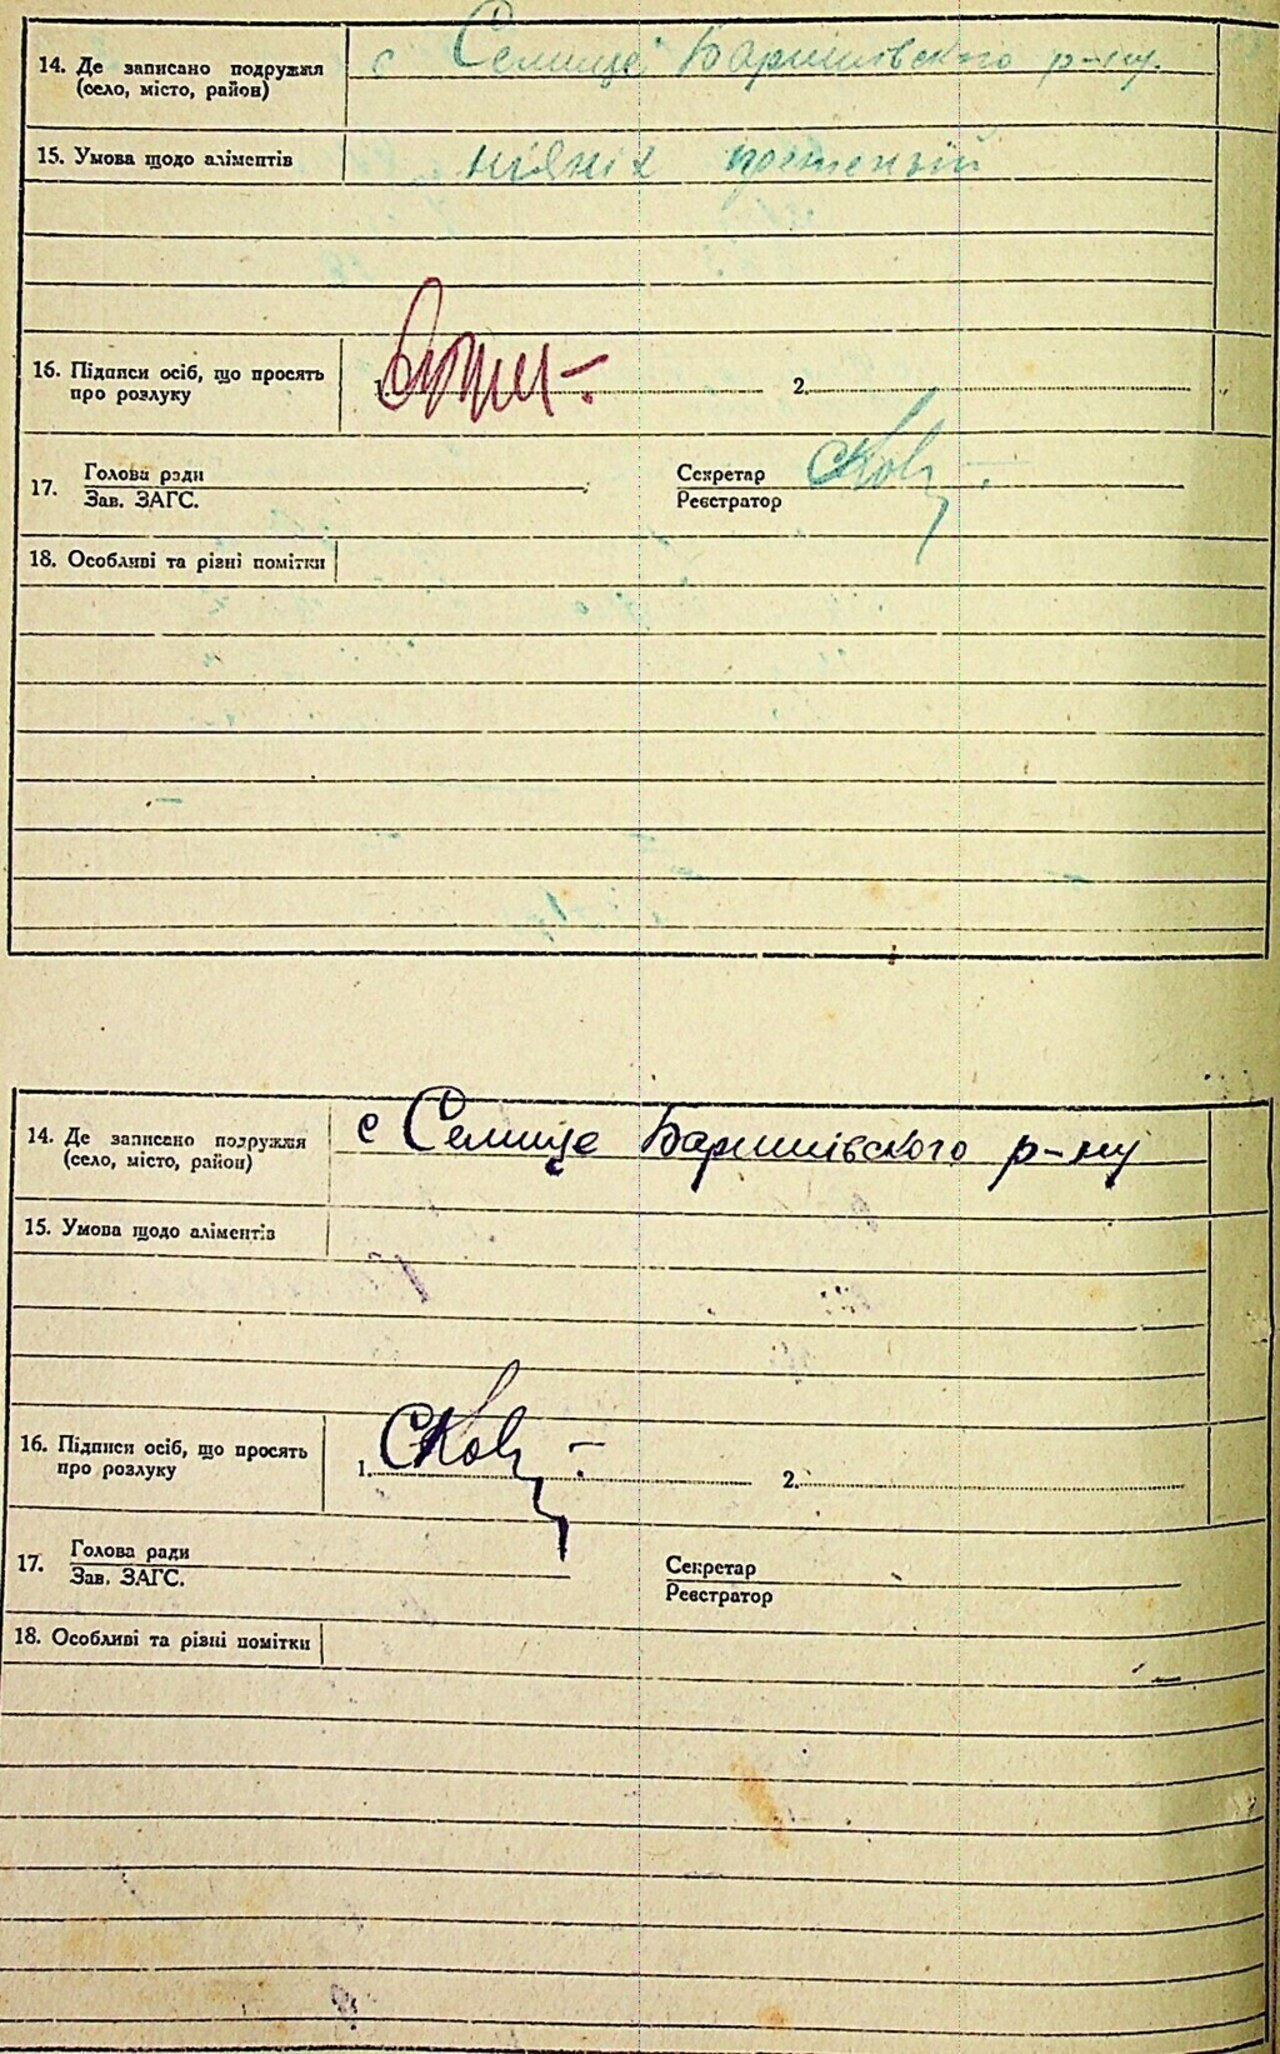 14. Де записано подружжя с Селище Баришівського р-ну.
(село, місто, район)
15. Умова щодо аліментів ніяких претензій
16. Підписи осіб, що просять 1. 2.
про розлуку
17. Голова ради Секретар
Зав. ЗАГС. Реєстратор
18. Особливі та різні помітки
14. Де записано подружжя с Селище Баришівського р-ну
(село, місто, район)
15. Умова щодо аліментів
16. Підписи осіб, що просять 1. 2.
про розлуку
17. Голова ради Секретар
Зав. ЗАГС. Реєстратор
18. Особливі та різні помітки